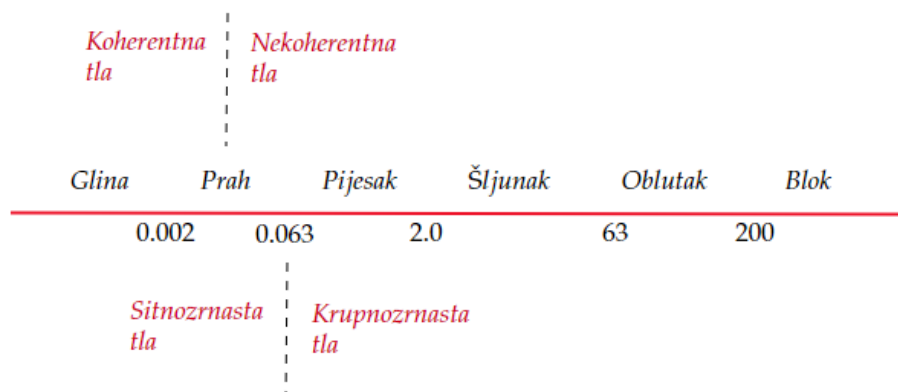 Koherentna tla
Nekoherentna tla
Glina Prah Pijesak Šljunak Oblutak Blok
0.002 0.063 2.0 63 200
Sitnozrnasta tla
Krupnozrnasta tla